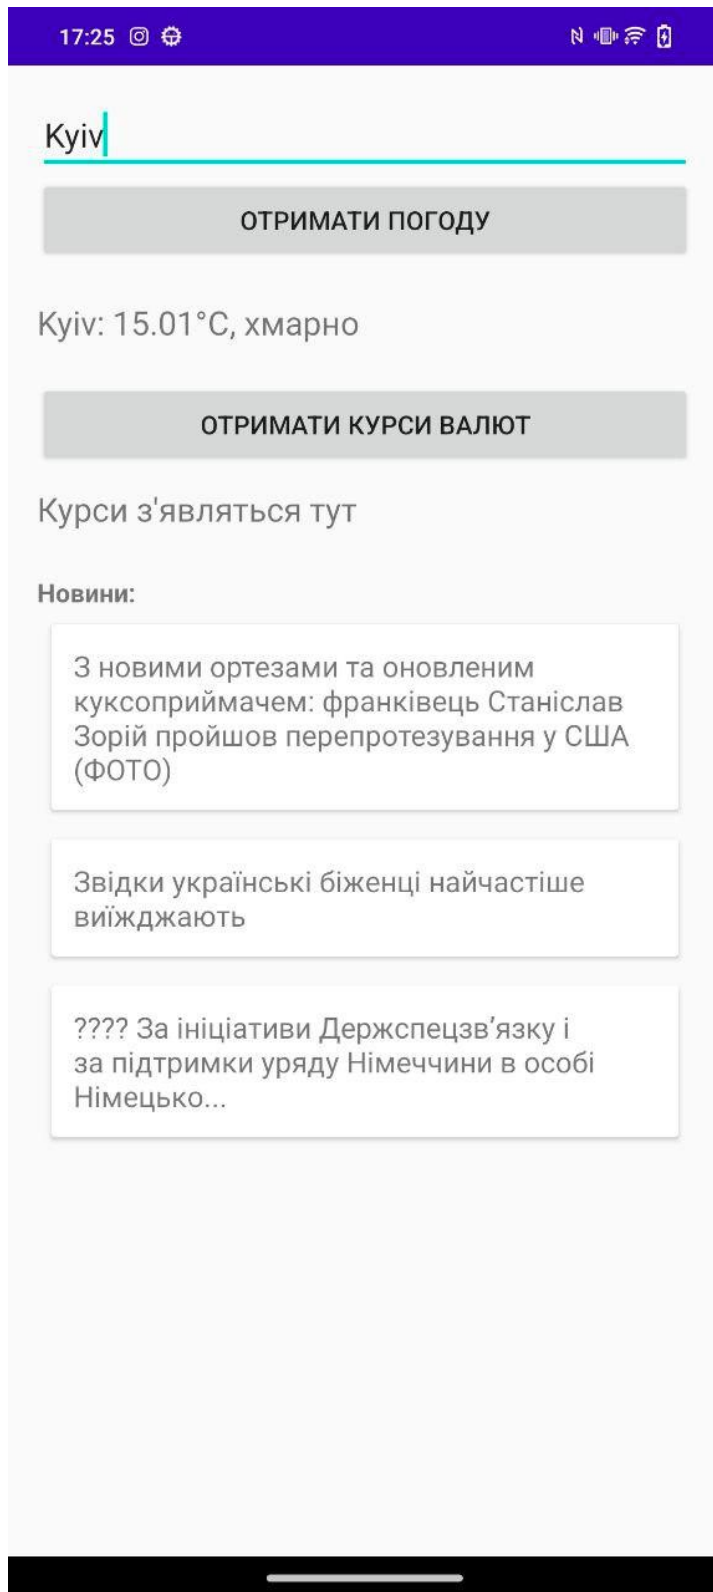 17:25
Kyiv
ОТРИМАТИ ПОГОДУ
Kyiv: 15.01°C, хмарно
ОТРИМАТИ КУРСИ ВАЛЮТ
Курси з'являться тут
Новини:
З новими ортезами та оновленим
куксоприймачем: франківець Станіслав
Зорій пройшов перепротезування у США
(ФОТО)
Звідки українські біженці найчастіше
виїжджають
???? За ініціативи Держспецзв’язку і
за підтримки уряду Німеччини в особі
Німецько...